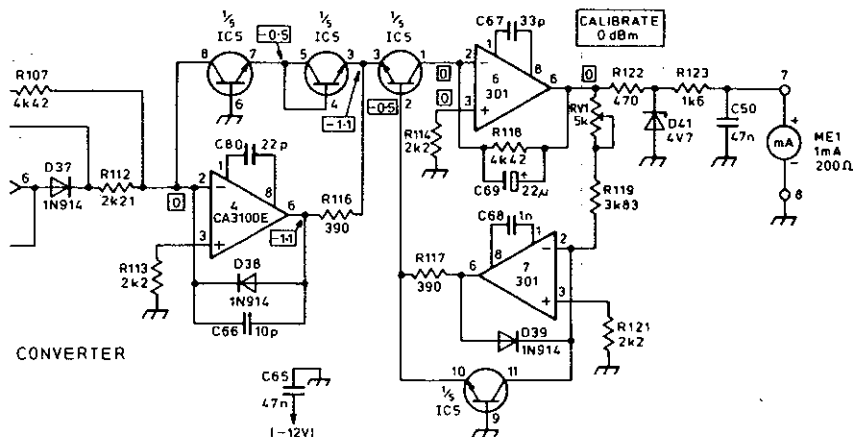 1/5 IC5
1/5 IC5
1/5 IC5
C67 33p
CALIBRATE
0dBm
R107
4k42
8 7
-0·5
5 3
3 1
6
4
-1·1
2
-0·5
0
0
1
8
2
3
6
6
301
0
R122
470
R123
1k6
7
RV1
5k
D41
4V7
C50
47n
+
mA
-
8
ME1
1mA
200Ω
R114
2k2
R118
4k42
C69 22μ
R119
3k83
6
D37
1N914
R112
2k21
0
C80 22p
1
8
2
3
6
4
CA3100E
-1·1
R116
390
R113
2k2
D38
1N914
C66 10p
C68 1n
8
1
2
3
6
7
301
R117
390
D39
1N914
R121
2k2
CONVERTER
C65
47n
(-12V)
10 11
9
1/5
IC5